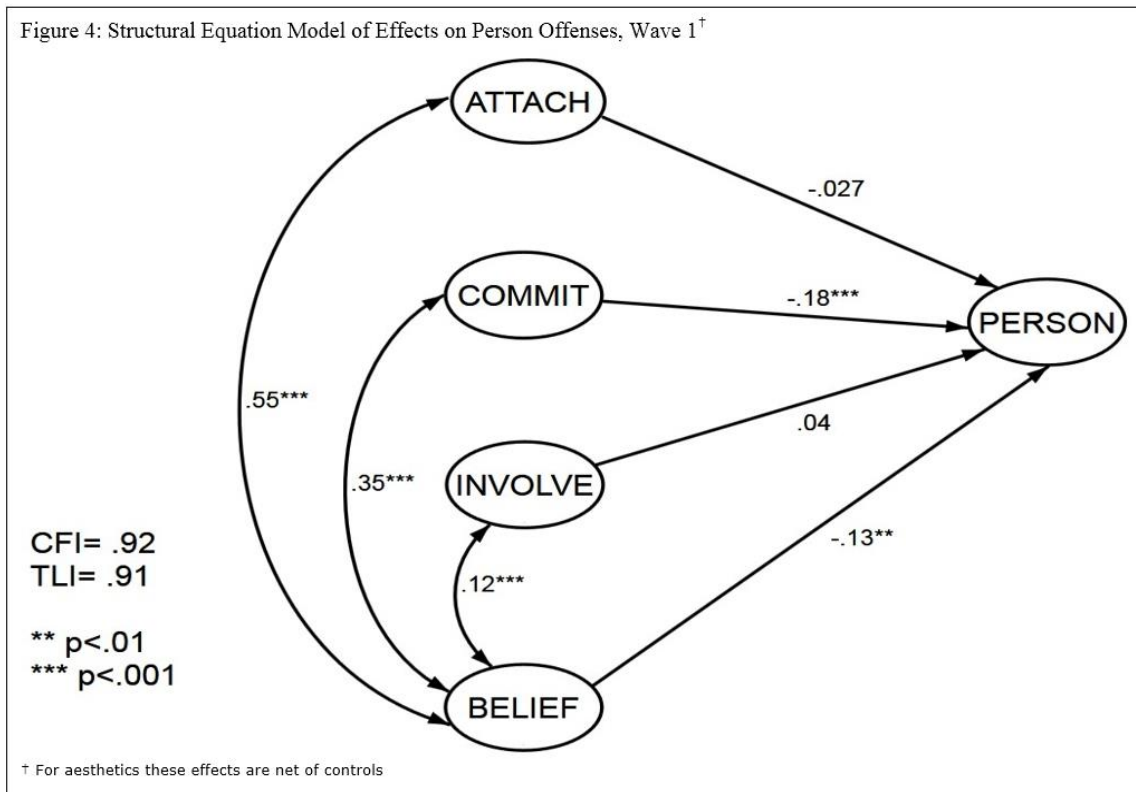 Figure 4: Structural Equation Model of Effects on Person Offenses, Wave 1†
ATTACH
-.027
COMMIT
-.18***
PERSON
.55***
.35***
INVOLVE
.04
-.13**
.12***
CFI= .92
TLI= .91
** p<.01
*** p<.001
BELIEF
† For aesthetics these effects are net of controls